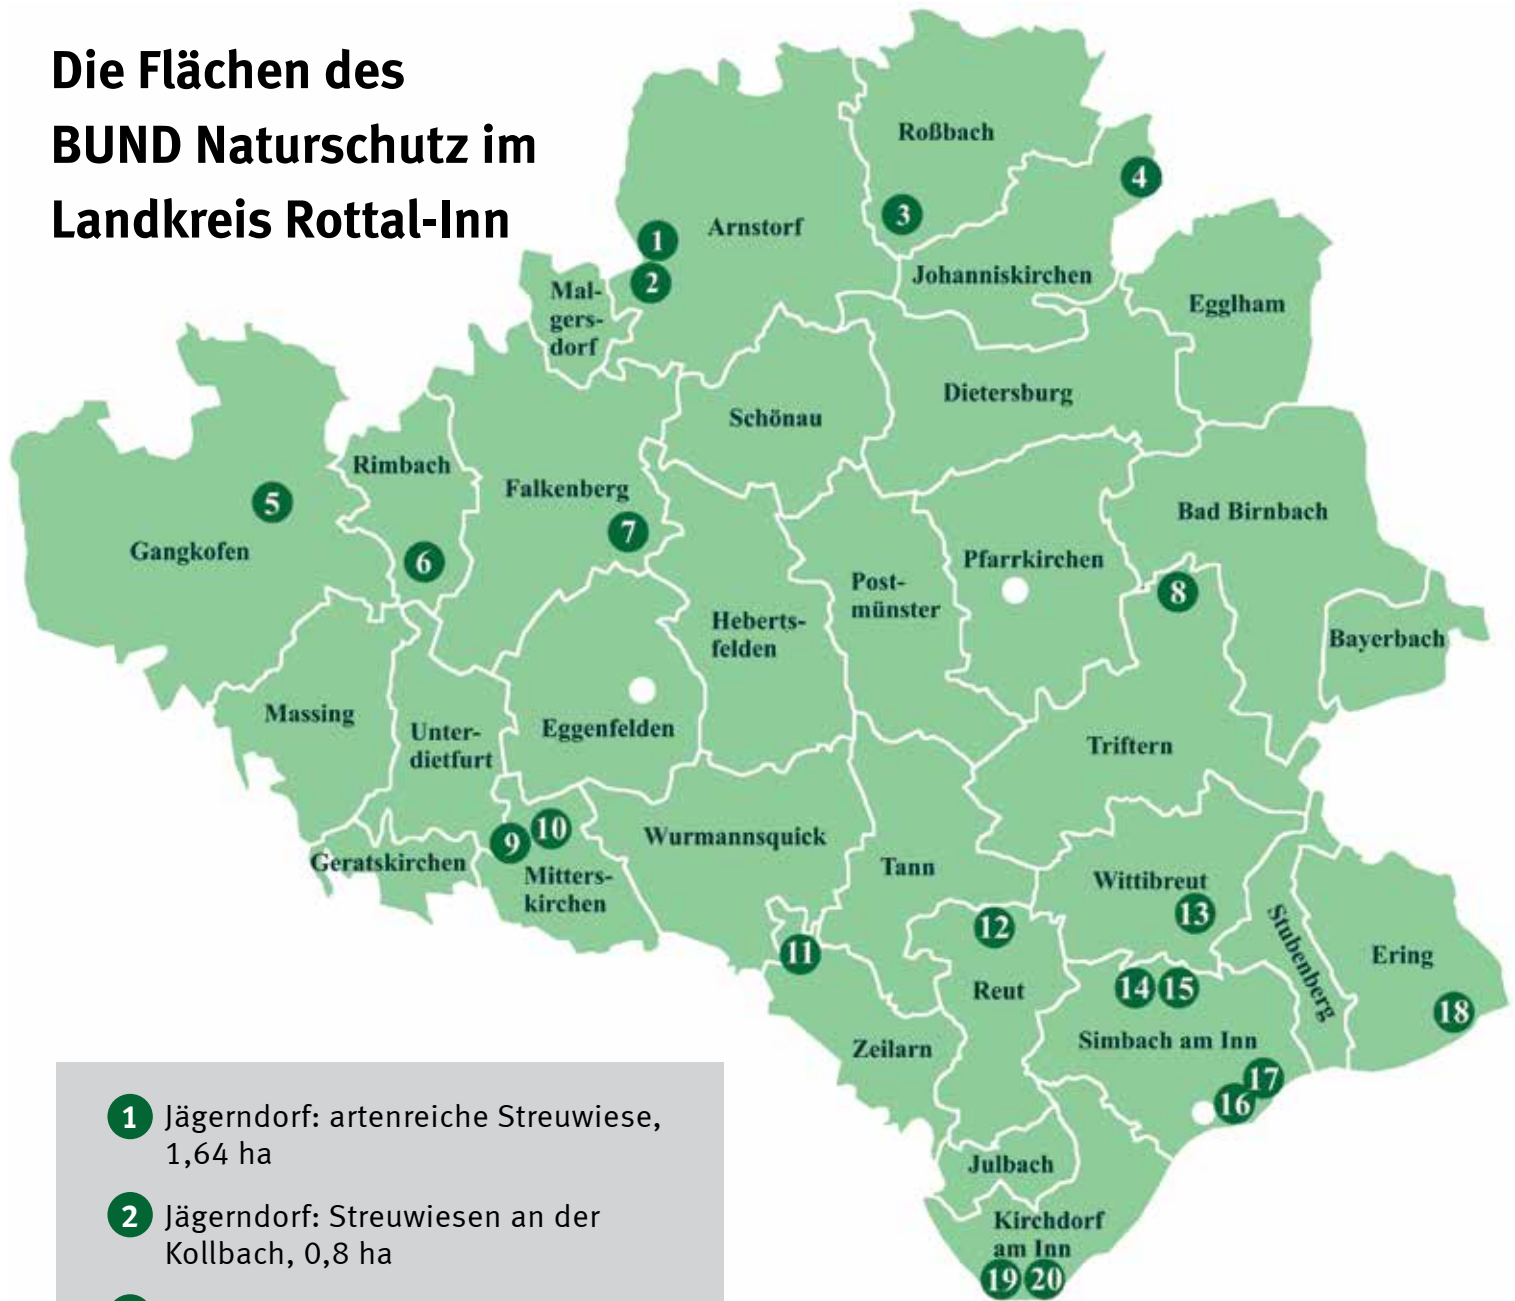 Die Flächen des
BUND Naturschutz im
Landkreis Rottal-Inn
Roßbach
4
3
1
Arnstorf
2
Johanniskirchen
Mal-
gers-
dorf
Egglham
Dietersburg
Schönau
Rimbach
Falkenberg
5
7
Bad Birnbach
Gangkofen
6
Pfarrkirchen
Post-
münster
8
Heberts-
felden
Bayerbach
Massing
Unter-
dietfurt
Eggenfelden
Triftern
9
10
Wurmannsquick
Geratskirchen
Mitters-
kirchen
Tann
Wittibreut
13
12
Stubenberg
11
Ering
Reut
14
15
18
Zeilarn
Simbach am Inn
17
16
Julbach
Kirchdorf
am Inn
19
20
1 Jägerndorf: artenreiche Streuwiese,
1,64 ha
2 Jägerndorf: Streuwiesen an der
Kollbach, 0,8 ha